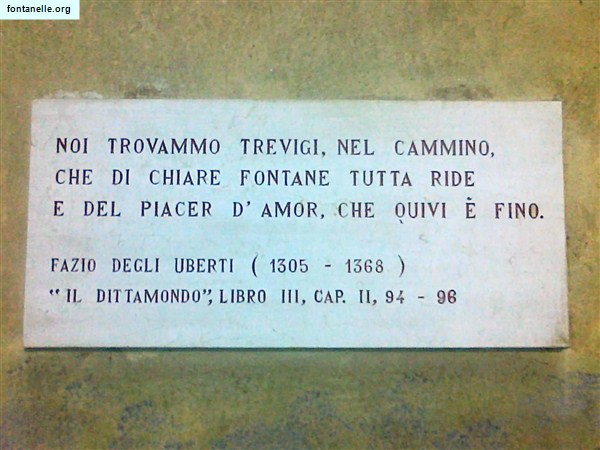 fontanelle.org
NOI TROVAMMO TREVIGI, NEL CAMMINO,
CHE DI CHIARE FONTANE TUTTA RIDE
E DEL PIACER D'AMOR, CHE QUIVI È FINO.
FAZIO DEGLI UBERTI ( 1305 - 1368 )
"IL DITTAMONDO", LIBRO III, CAP. II, 94 - 96